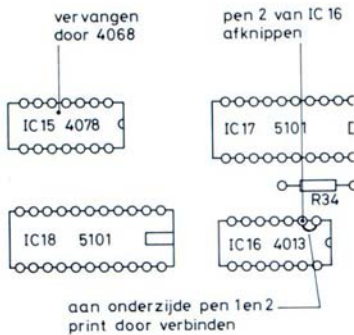 vervangen
door 4068
pen 2 van IC 16
afknippen
IC15 4078
IC17 5101
R34
IC18 5101
IC16 4013
aan onderzijde pen 1 en 2
print door verbinden